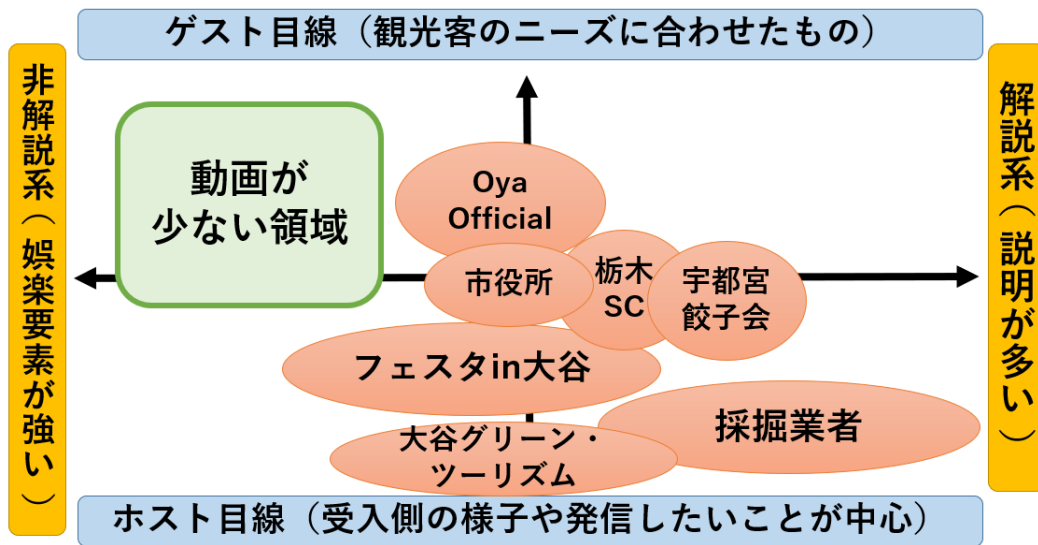 ゲスト目線（観光客のニーズに合わせたもの）
非解説系（娯楽要素が強い）
解説系（説明が多い）
動画が
少ない領域
Oya
Official
市役所
栃木
SC
宇都宮
餃子会
フェスタin大谷
採掘業者
大谷グリーン・
ツーリズム
ホスト目線（受入側の様子や発信したいことが中心）